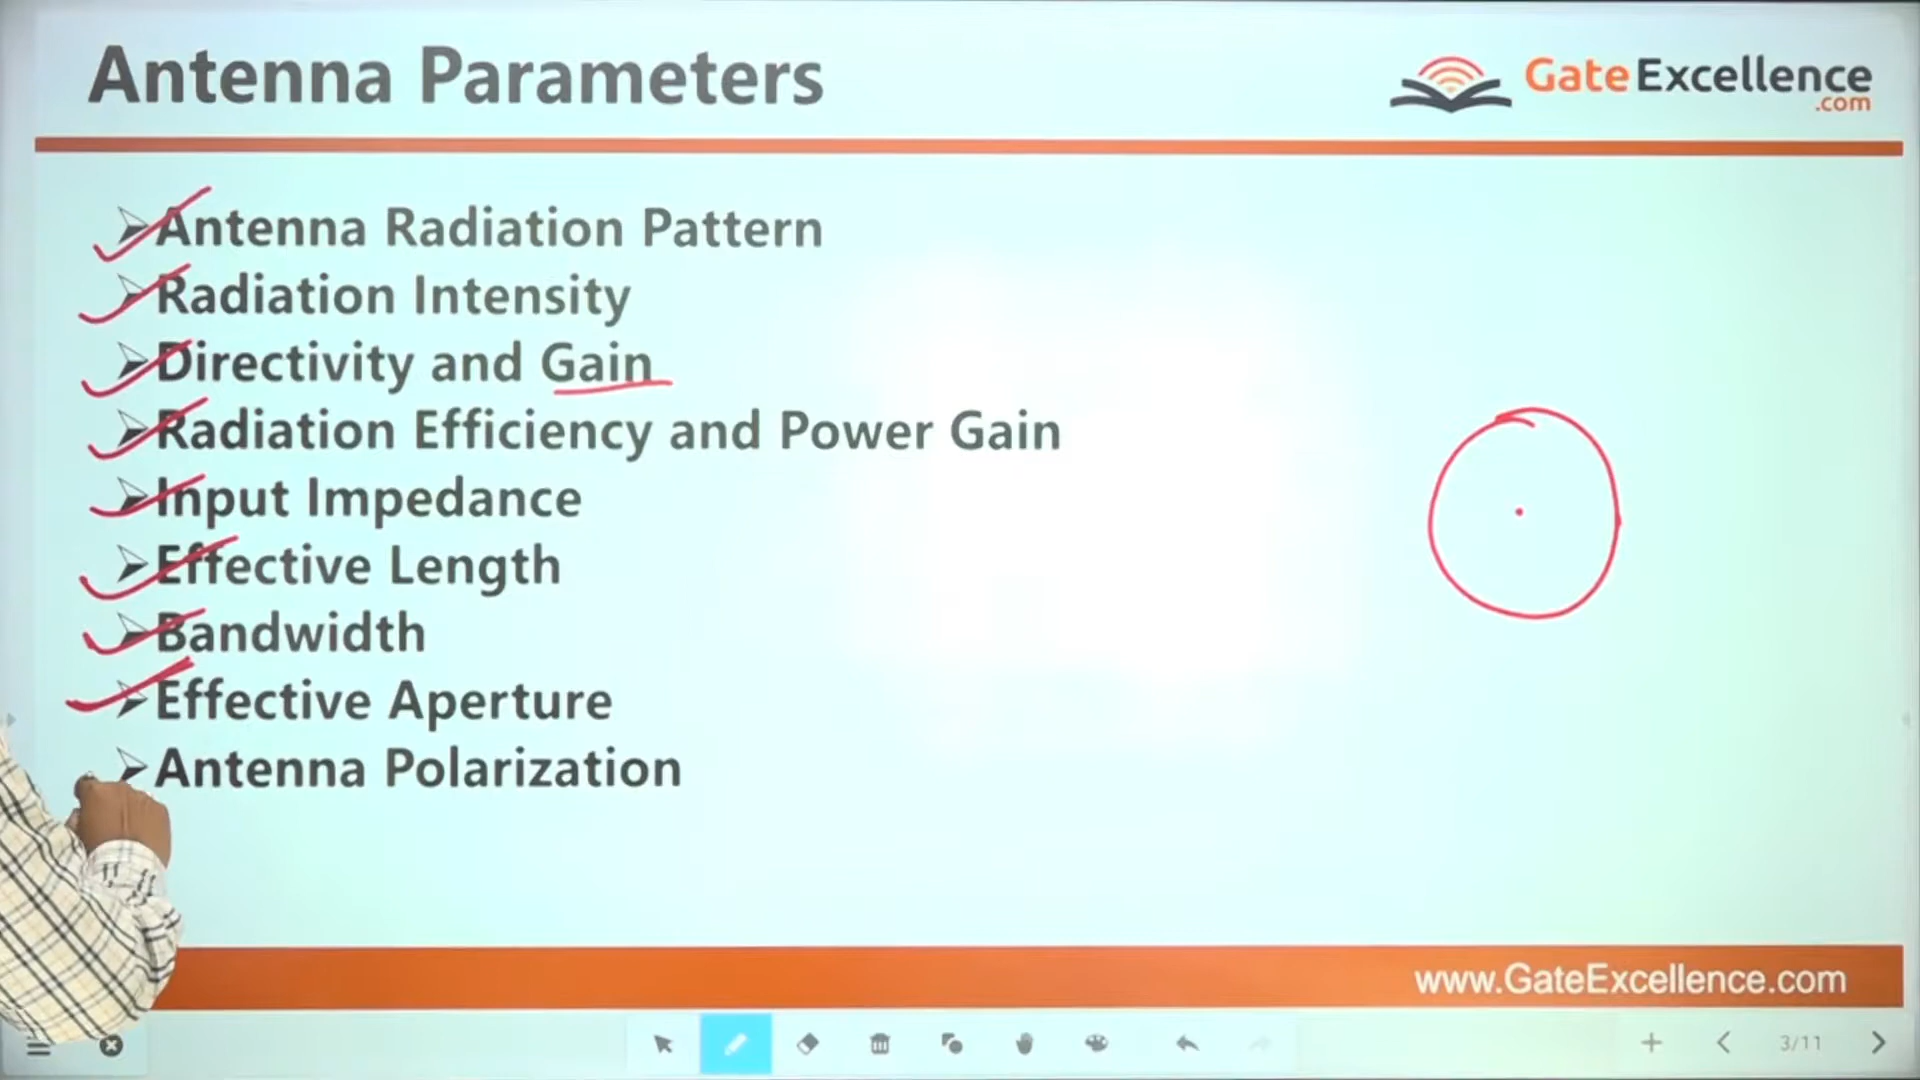 Antenna Parameters
GateExcellence
.com
Antenna Radiation Pattern
Radiation Intensity
Directivity and Gain
Radiation Efficiency and Power Gain
Input Impedance
Effective Length
Bandwidth
Effective Aperture
Antenna Polarization
www.GateExcellence.com
3/11